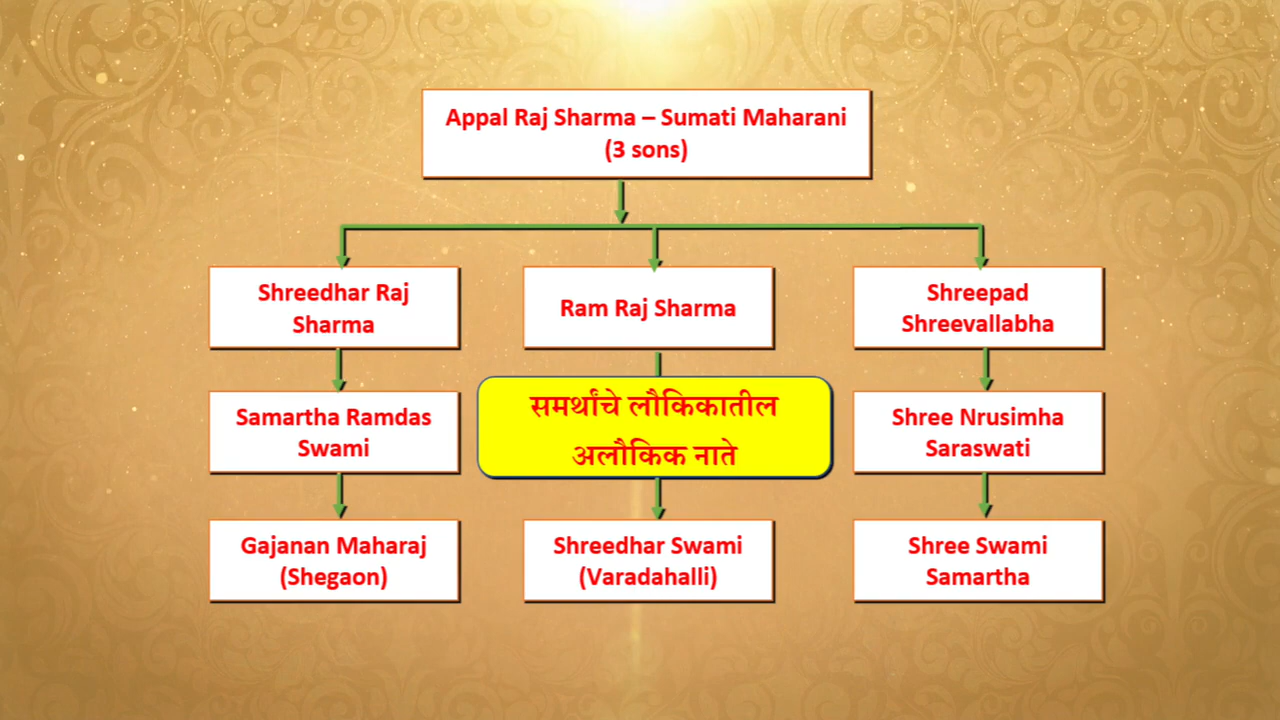 Appal Raj Sharma – Sumati Maharani
(3 sons)
Shreedhar Raj
Sharma
Ram Raj Sharma
Shreepad
Shreevallabha
Samartha Ramdas
Swami
समर्थांचे लौकिकातील
अलौकिक नाते
Shree Nrusimha
Saraswati
Gajanan Maharaj
(Shegaon)
Shreedhar Swami
(Varadahalli)
Shree Swami
Samartha